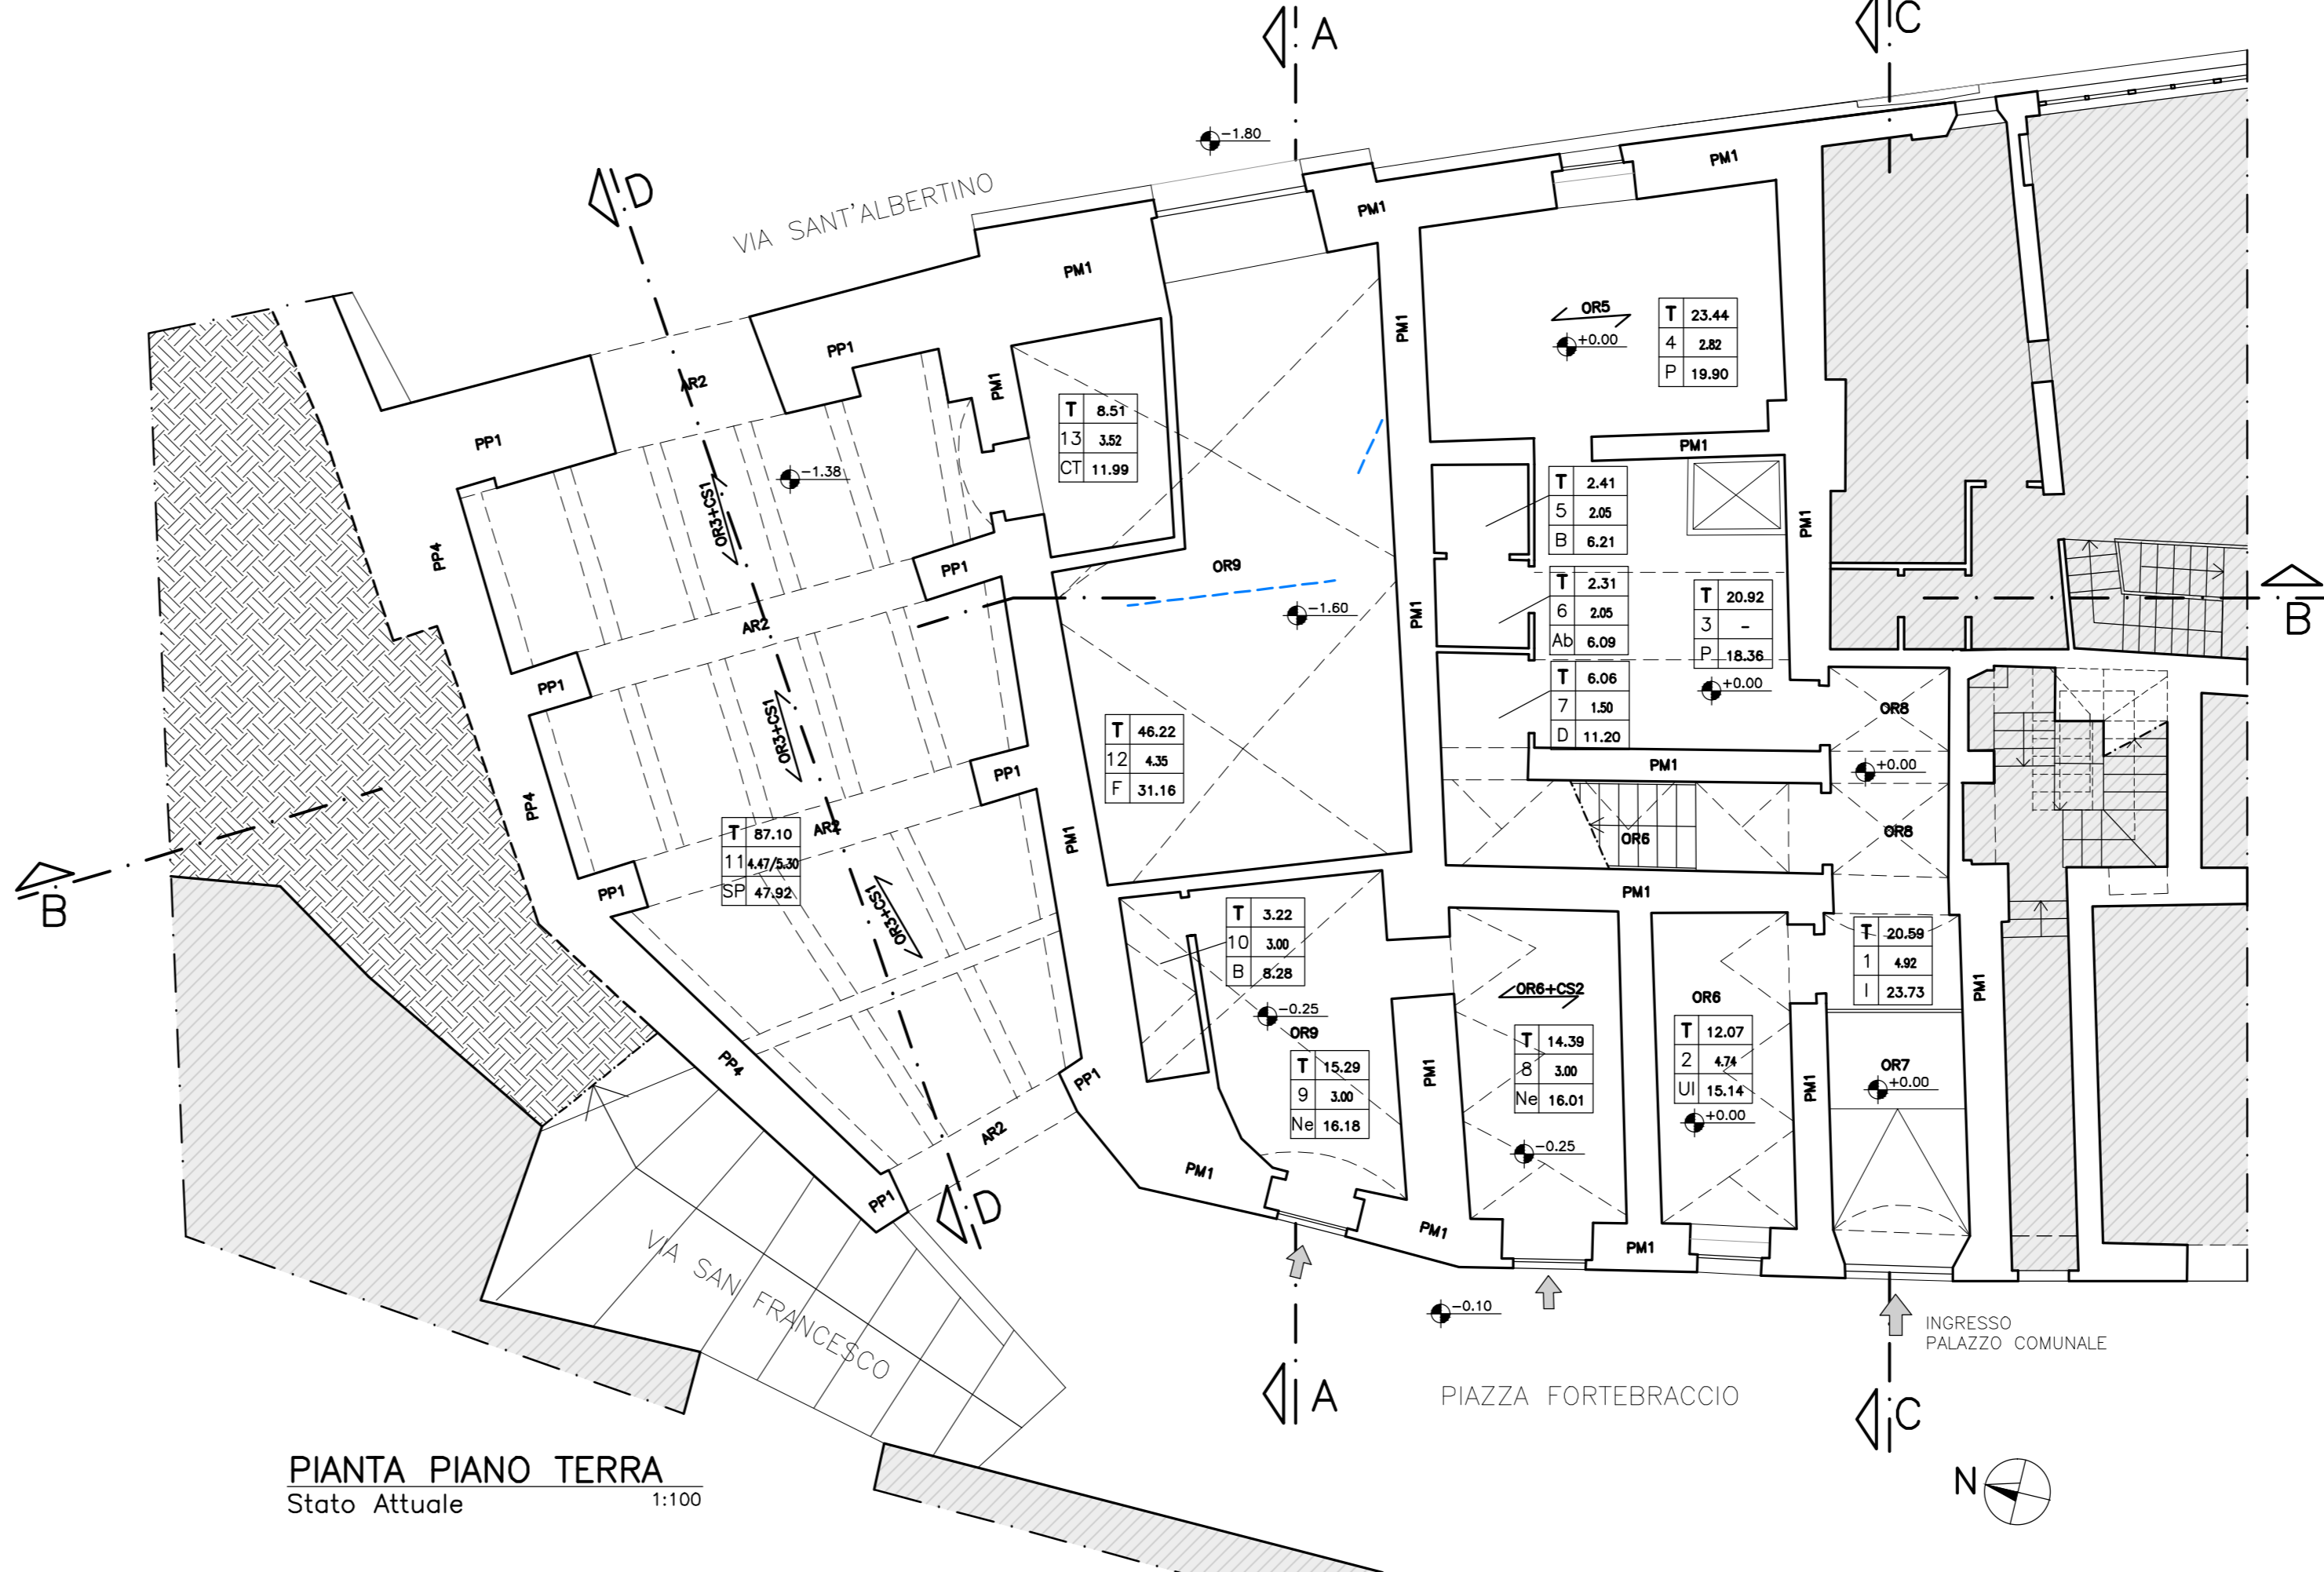 A
C
-1.80
D
VIA SANT'ALBERTINO
PM1
PM1
PM1
OR5
+0.00
T 23.44
4 2.82
P 19.90
PM1
PP1
AR2
PM1
T 8.51
13 3.52
CT 11.99
PP1
-1.38
OR3+CS1
PM1
T 2.41
5 2.05
B 6.21
PM1
PP4
PP1
OR9
-1.60
PM1
T 2.31
6 2.05
Ab 6.09
T 20.92
3 -
P 18.36
+0.00
B
AR2
PP1
T 6.06
7 1.50
D 11.20
OR8
OR3+CS1
T 46.22
12 4.35
F 31.16
PP1
PM1
+0.00
PP4
T 87.10
11 4.47/5.30
SP 47.92
AR2
PM1
OR6
OR8
B
PP1
OR3+CS1
PM1
T 3.22
10 3.00
B 8.28
T 20.59
1 4.92
I 23.73
OR6+CS2
OR6
PM1
-0.25
OR9
T 15.29
9 3.00
Ne 16.18
PM1
T 14.39
8 3.00
Ne 16.01
T 12.07
2 4.74
UI 15.14
+0.00
PM1
OR7
+0.00
PP4
PP1
AR2
-0.25
PM1
PP1
D
PM1
PM1
VIA SAN FRANCESCO
-0.10
INGRESSO
PALAZZO COMUNALE
A
PIAZZA FORTEBRACCIO
C
PIANTA PIANO TERRA
Stato Attuale 1:100
N